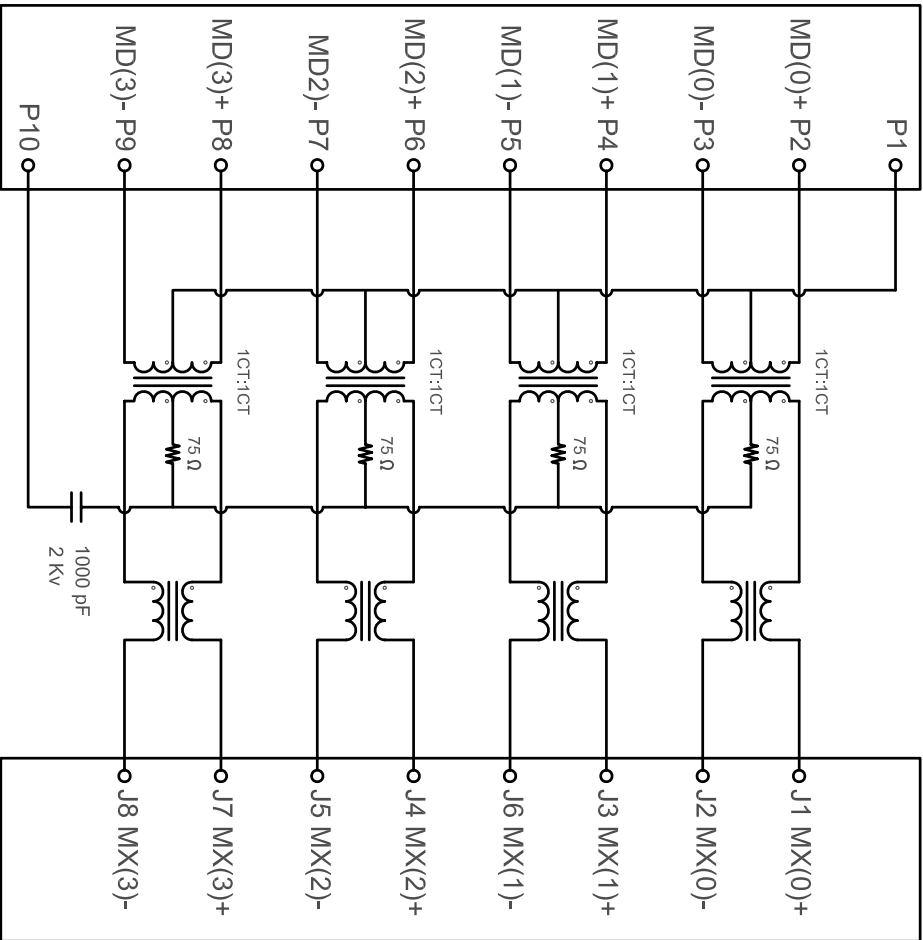 P1
1CT:1CT
MD(0)+ P2
J1 MX(0)+
75 Ω
MD(0)- P3
J2 MX(0)-
1CT:1CT
MD(1)+ P4
J3 MX(1)+
75 Ω
MD(1)- P5
J6 MX(1)-
1CT:1CT
MD(2)+ P6
J4 MX(2)+
75 Ω
MD2)- P7
J5 MX(2)-
1CT:1CT
MD(3)+ P8
J7 MX(3)+
75 Ω
MD(3)- P9
J8 MX(3)-
1000 pF
2 Kv
P10